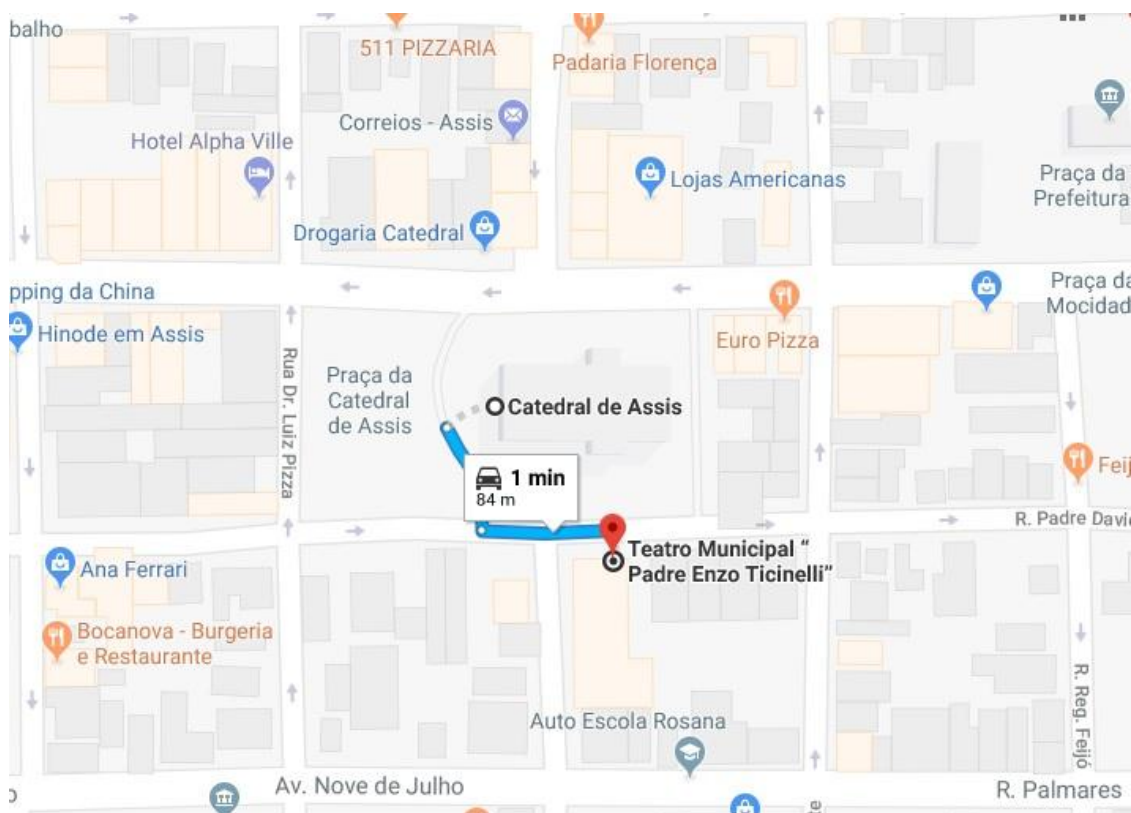 balho
511 PIZZARIA
Padaria Florença
Correios - Assis
Hotel Alpha Ville
Lojas Americanas
Praça da
Prefeitura
Drogaria Catedral
pping da China
Praça da
Mocidad
Hinode em Assis
Euro Pizza
Rua Dr. Luiz Pizza
Praça da
Catedral
de Assis
Catedral de Assis
1 min
84 m
Feij
R. Padre David
Teatro Municipal “
Padre Enzo Ticinelli”
Ana Ferrari
Bocanova - Burgeria
e Restaurante
R. Reg. Feijó
Auto Escola Rosana
Av. Nove de Julho
R. Palmares